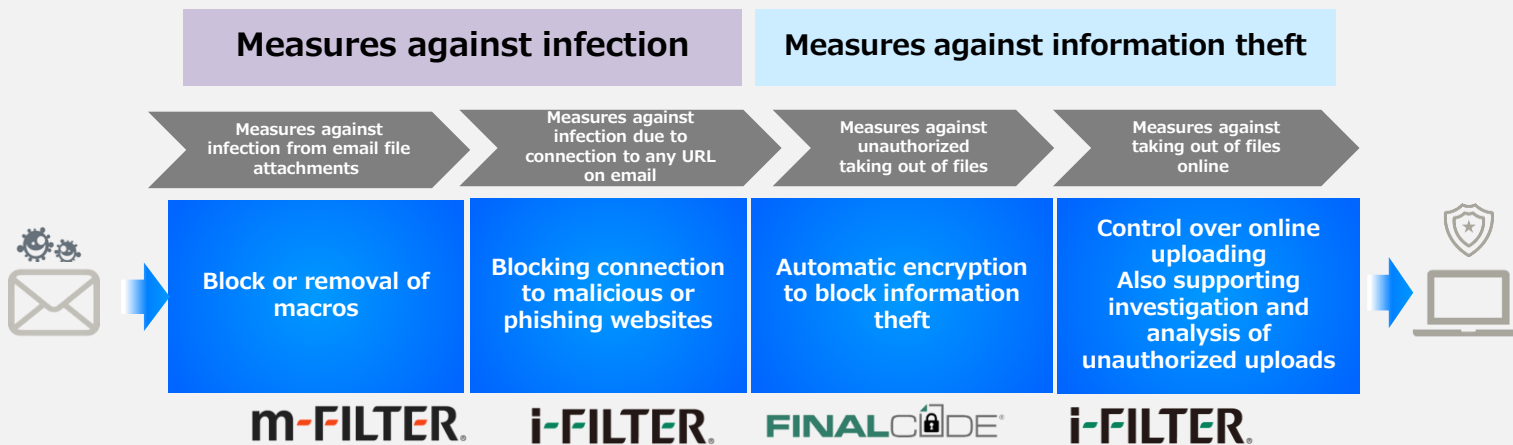 Measures against infection
Measures against information theft
Measures against
infection from email file
attachments
Measures against
infection due to
connection to any URL
on email
Measures against
unauthorized
taking out of files
Measures against
taking out of files
online
Block or removal of
macros
Blocking connection
to malicious or
phishing websites
Automatic encryption
to block information
theft
Control over online
uploading
Also supporting
investigation and
analysis of
unauthorized uploads
m-FILTER®
i-FILTER®
FINALCODE®
i-FILTER®